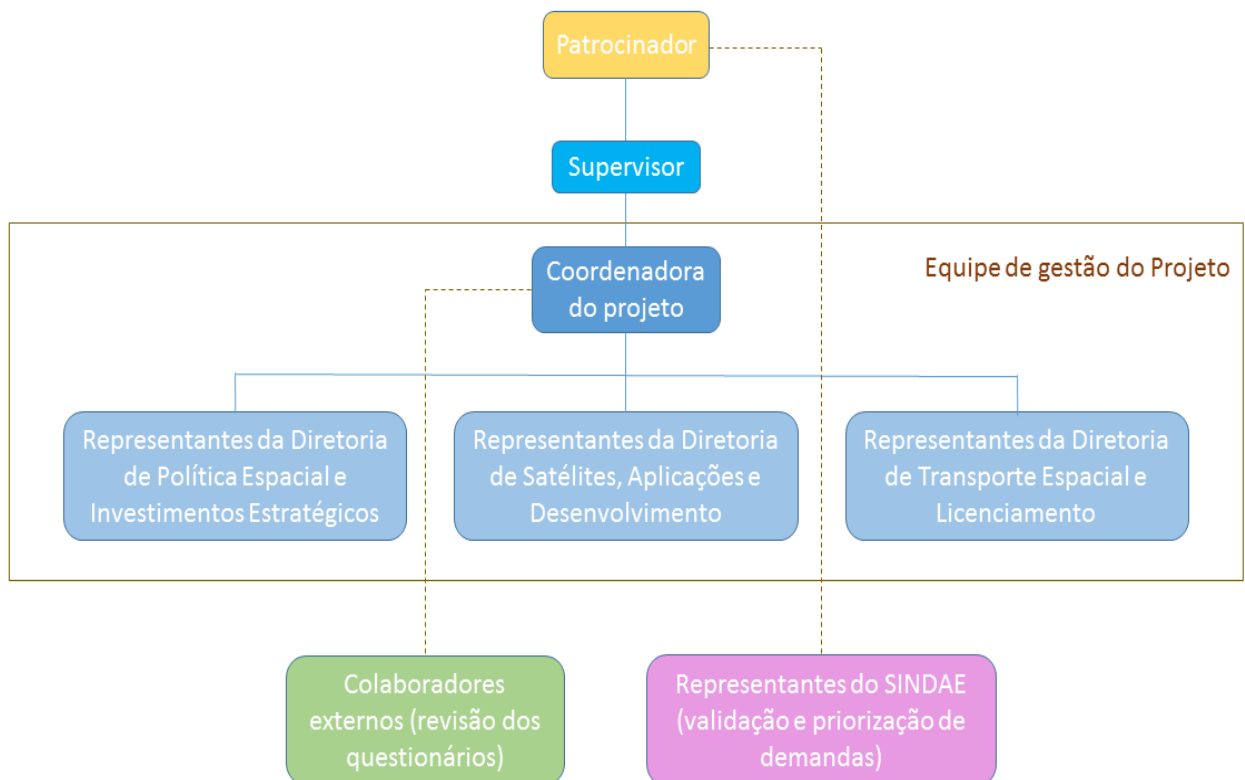 Patrocinador
Supervisor
Equipe de gestão do Projeto
Coordenadora
do projeto
Representantes da Diretoria
de Política Espacial e
Investimentos Estratégicos
Representantes da Diretoria
de Satélites, Aplicações e
Desenvolvimento
Representantes da Diretoria
de Transporte Espacial e
Licenciamento
Colaboradores
externos (revisão dos
questionários)
Representantes do SINDAE
(validação e priorização de
demandas)